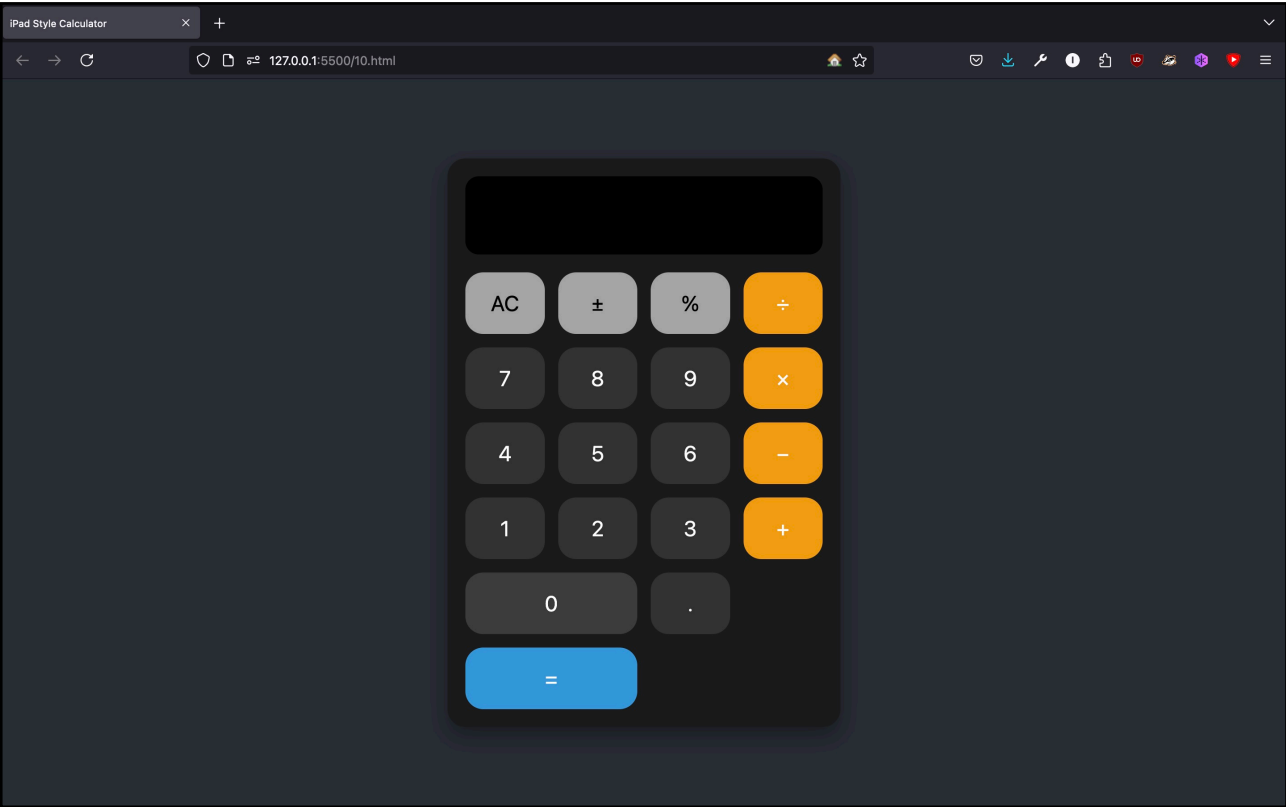 iPad Style Calculator
127.0.0.1:5500/10.html
AC ± % ÷
7 8 9 ×
4 5 6 −
1 2 3 +
0 .
=